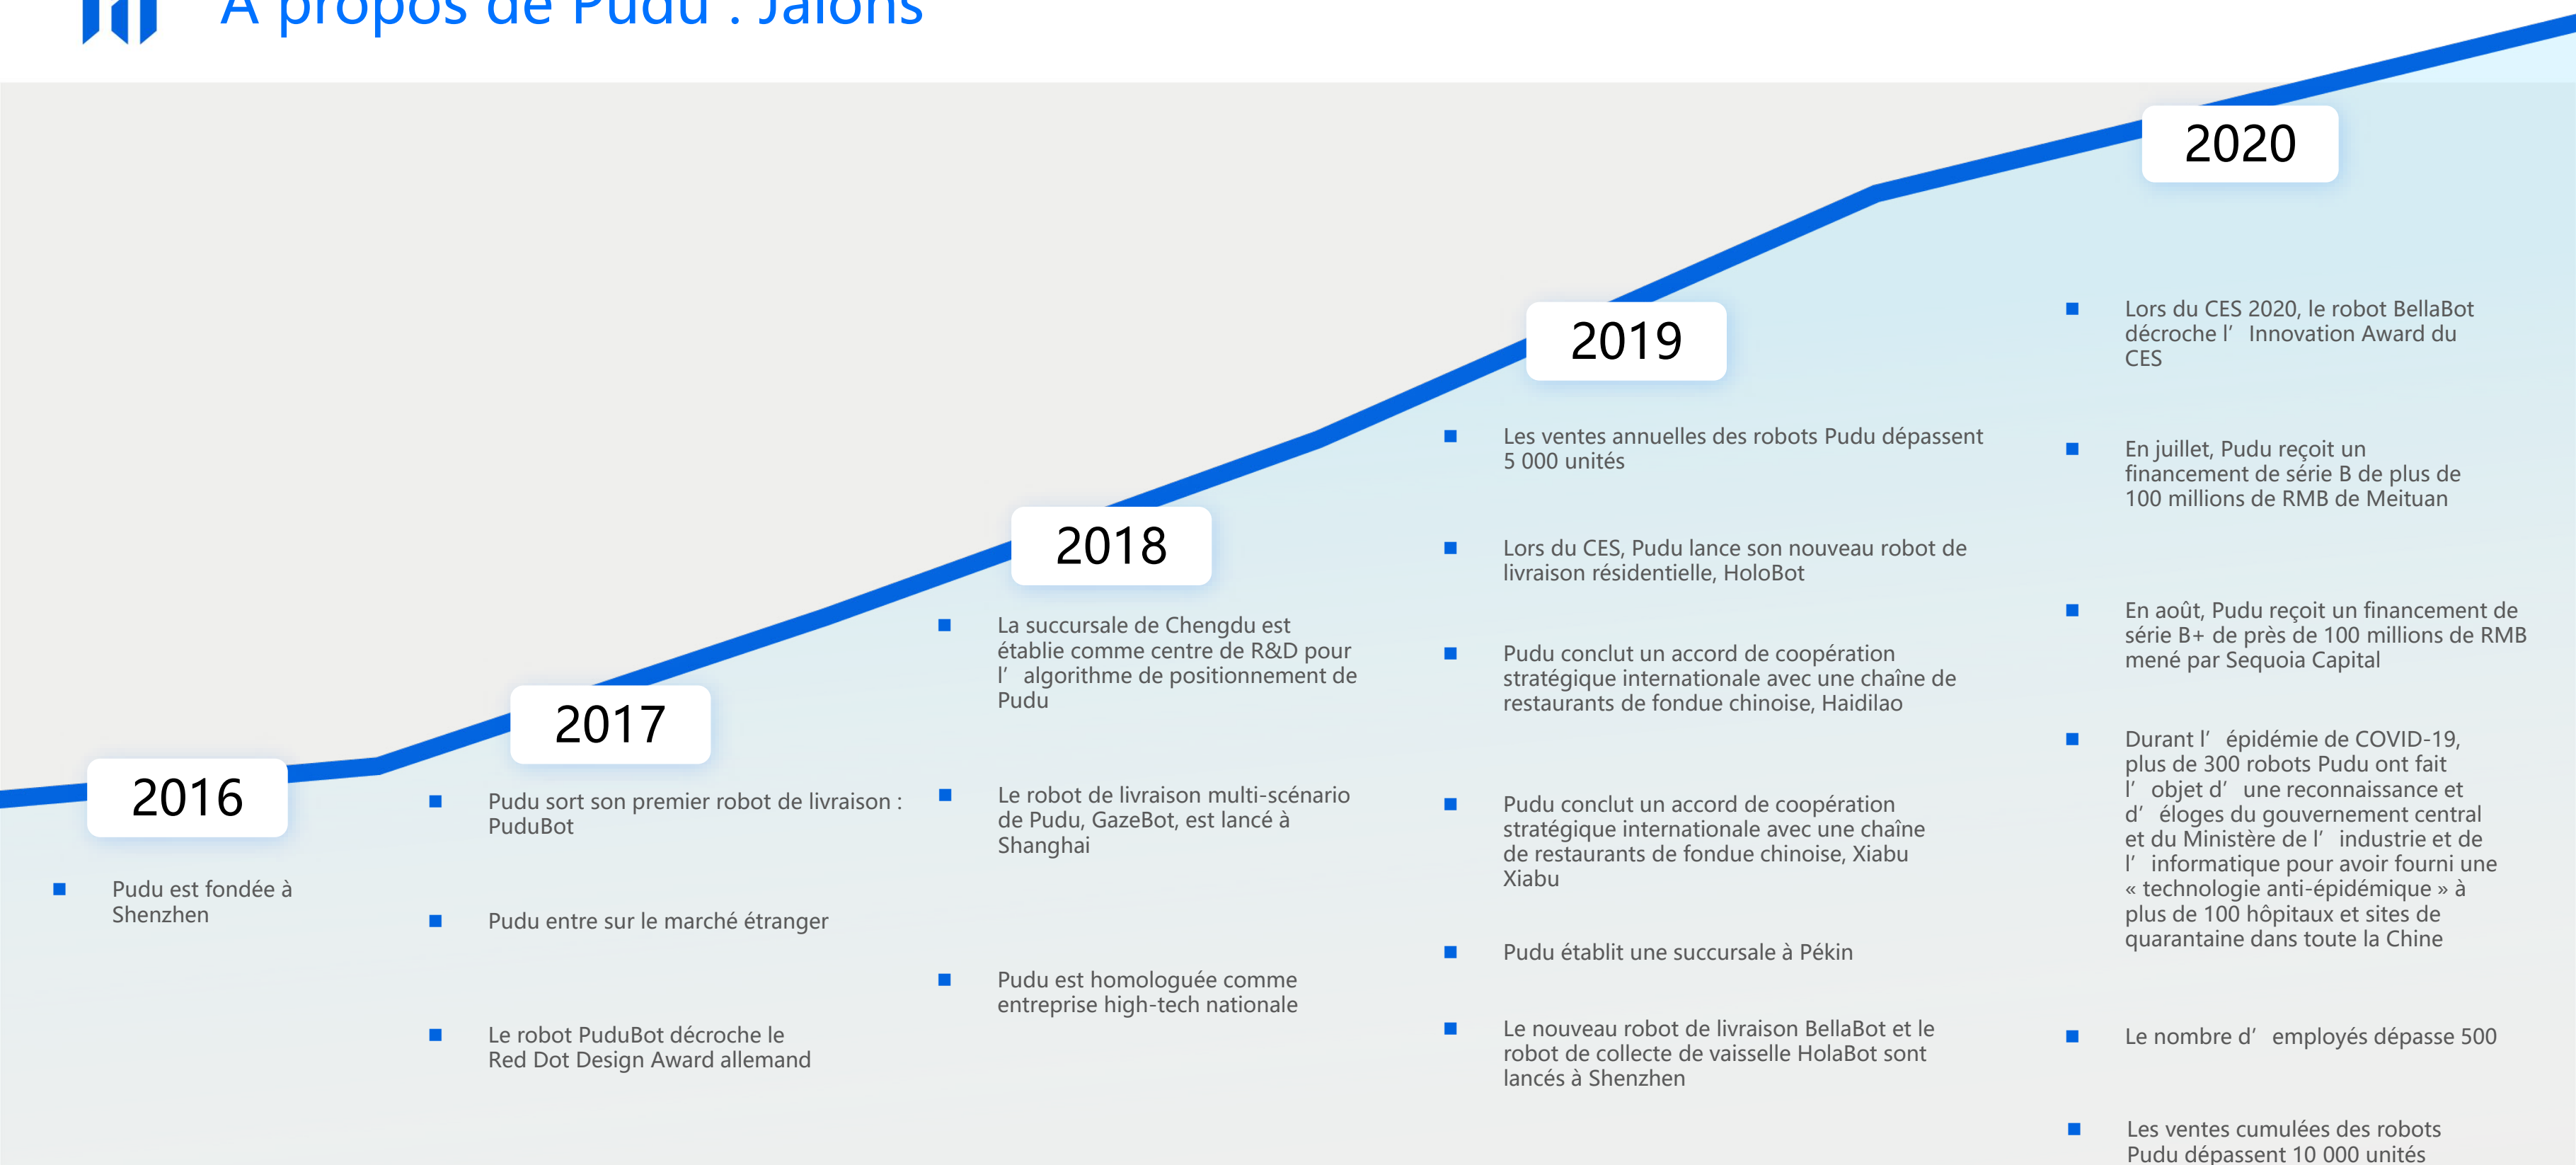 À propos de Pudu : Jalons
2016
Pudu est fondée à
Shenzhen
2017
Pudu sort son premier robot de livraison :
PuduBot
Pudu entre sur le marché étranger
Le robot PuduBot décroche le
Red Dot Design Award allemand
2018
La succursale de Chengdu est
établie comme centre de R&D pour
l’ algorithme de positionnement de
Pudu
Le robot de livraison multi-scénario
de Pudu, GazeBot, est lancé à
Shanghai
Pudu est homologuée comme
entreprise high-tech nationale
2019
Les ventes annuelles des robots Pudu dépassent
5 000 unités
Lors du CES, Pudu lance son nouveau robot de
livraison résidentielle, HoloBot
Pudu conclut un accord de coopération
stratégique internationale avec une chaîne de
restaurants de fondue chinoise, Haidilao
Pudu conclut un accord de coopération
stratégique internationale avec une chaîne
de restaurants de fondue chinoise, Xiabu
Xiabu
Pudu établit une succursale à Pékin
Le nouveau robot de livraison BellaBot et le
robot de collecte de vaisselle HolaBot sont
lancés à Shenzhen
2020
Lors du CES 2020, le robot BellaBot
décroche l’ Innovation Award du
CES
En juillet, Pudu reçoit un
financement de série B de plus de
100 millions de RMB de Meituan
En août, Pudu reçoit un financement de
série B+ de près de 100 millions de RMB
mené par Sequoia Capital
Durant l’ épidémie de COVID-19,
plus de 300 robots Pudu ont fait
l’ objet d’ une reconnaissance et
d’ éloges du gouvernement central
et du Ministère de l’ industrie et de
l’ informatique pour avoir fourni une
« technologie anti-épidémique » à
plus de 100 hôpitaux et sites de
quarantaine dans toute la Chine
Le nombre d’ employés dépasse 500
Les ventes cumulées des robots
Pudu dépassent 10 000 unités